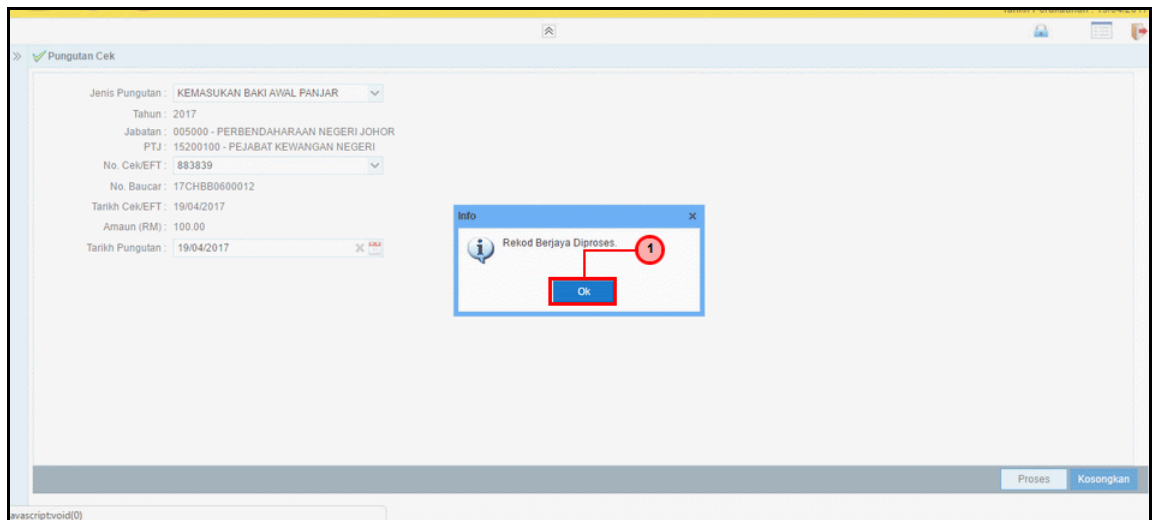 Pungutan Cek
Jenis Pungutan : KEMASUKAN BAKI AWAL PANJAR
Tahun : 2017
Jabatan : 005000 - PERBENDAHARAAN NEGERI JOHOR
PTJ : 15200100 - PEJABAT KEWANGAN NEGERI
No. Cek/EFT : 883839
No. Baucar : 17CHBB0600012
Tarikh Cek/EFT : 19/04/2017
Amaun (RM) : 100.00
Tarikh Pungutan : 19/04/2017
Info
Rekod Berjaya Diproses.
1
Ok
Proses Kosongkan
avascript:void(0)